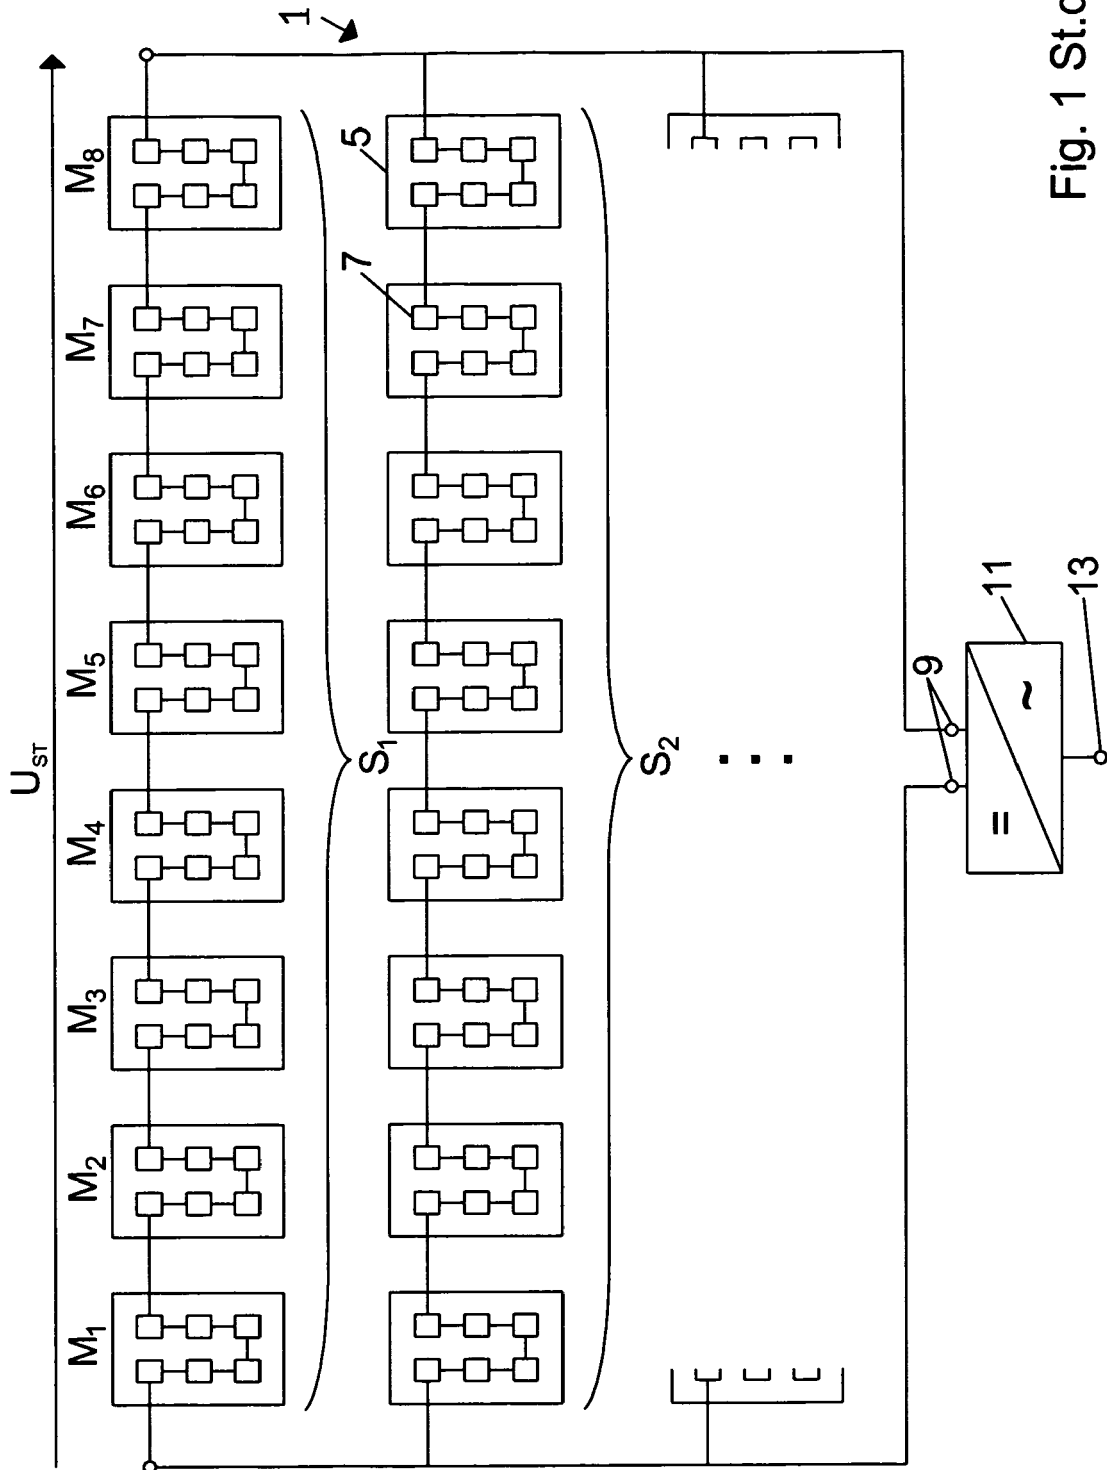 U_ST
1
M₁ M₂ M₃ M₄ M₅ M₆ M₇ M₈
S₁
7
5
S₂
...
9
=
~
11
13
Fig. 1 St.